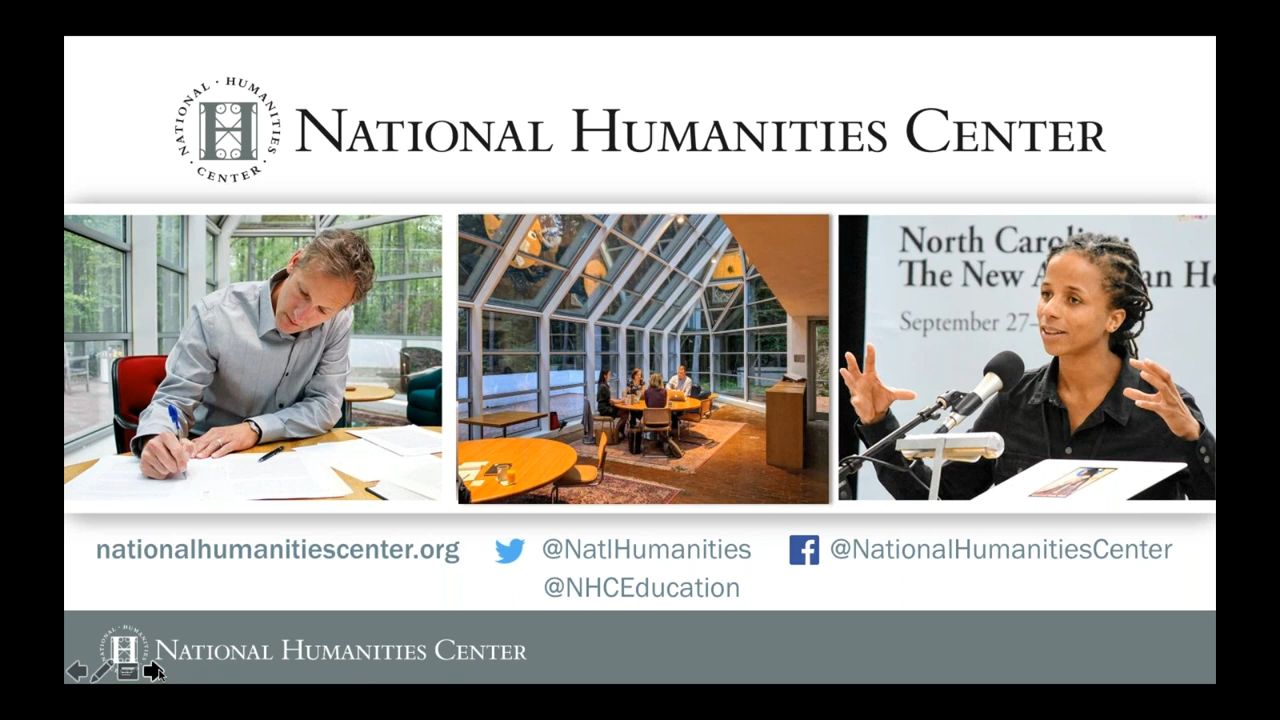 NATIONAL · HUMANITIES · CENTER ·
H
NATIONAL HUMANITIES CENTER
North Carolina
The New A
an H
September 27–
nationalhumanitiescenter.org
@NatlHumanities
@NationalHumanitiesCenter
@NHCEducation
NATIONAL HUMANITIES CENTER